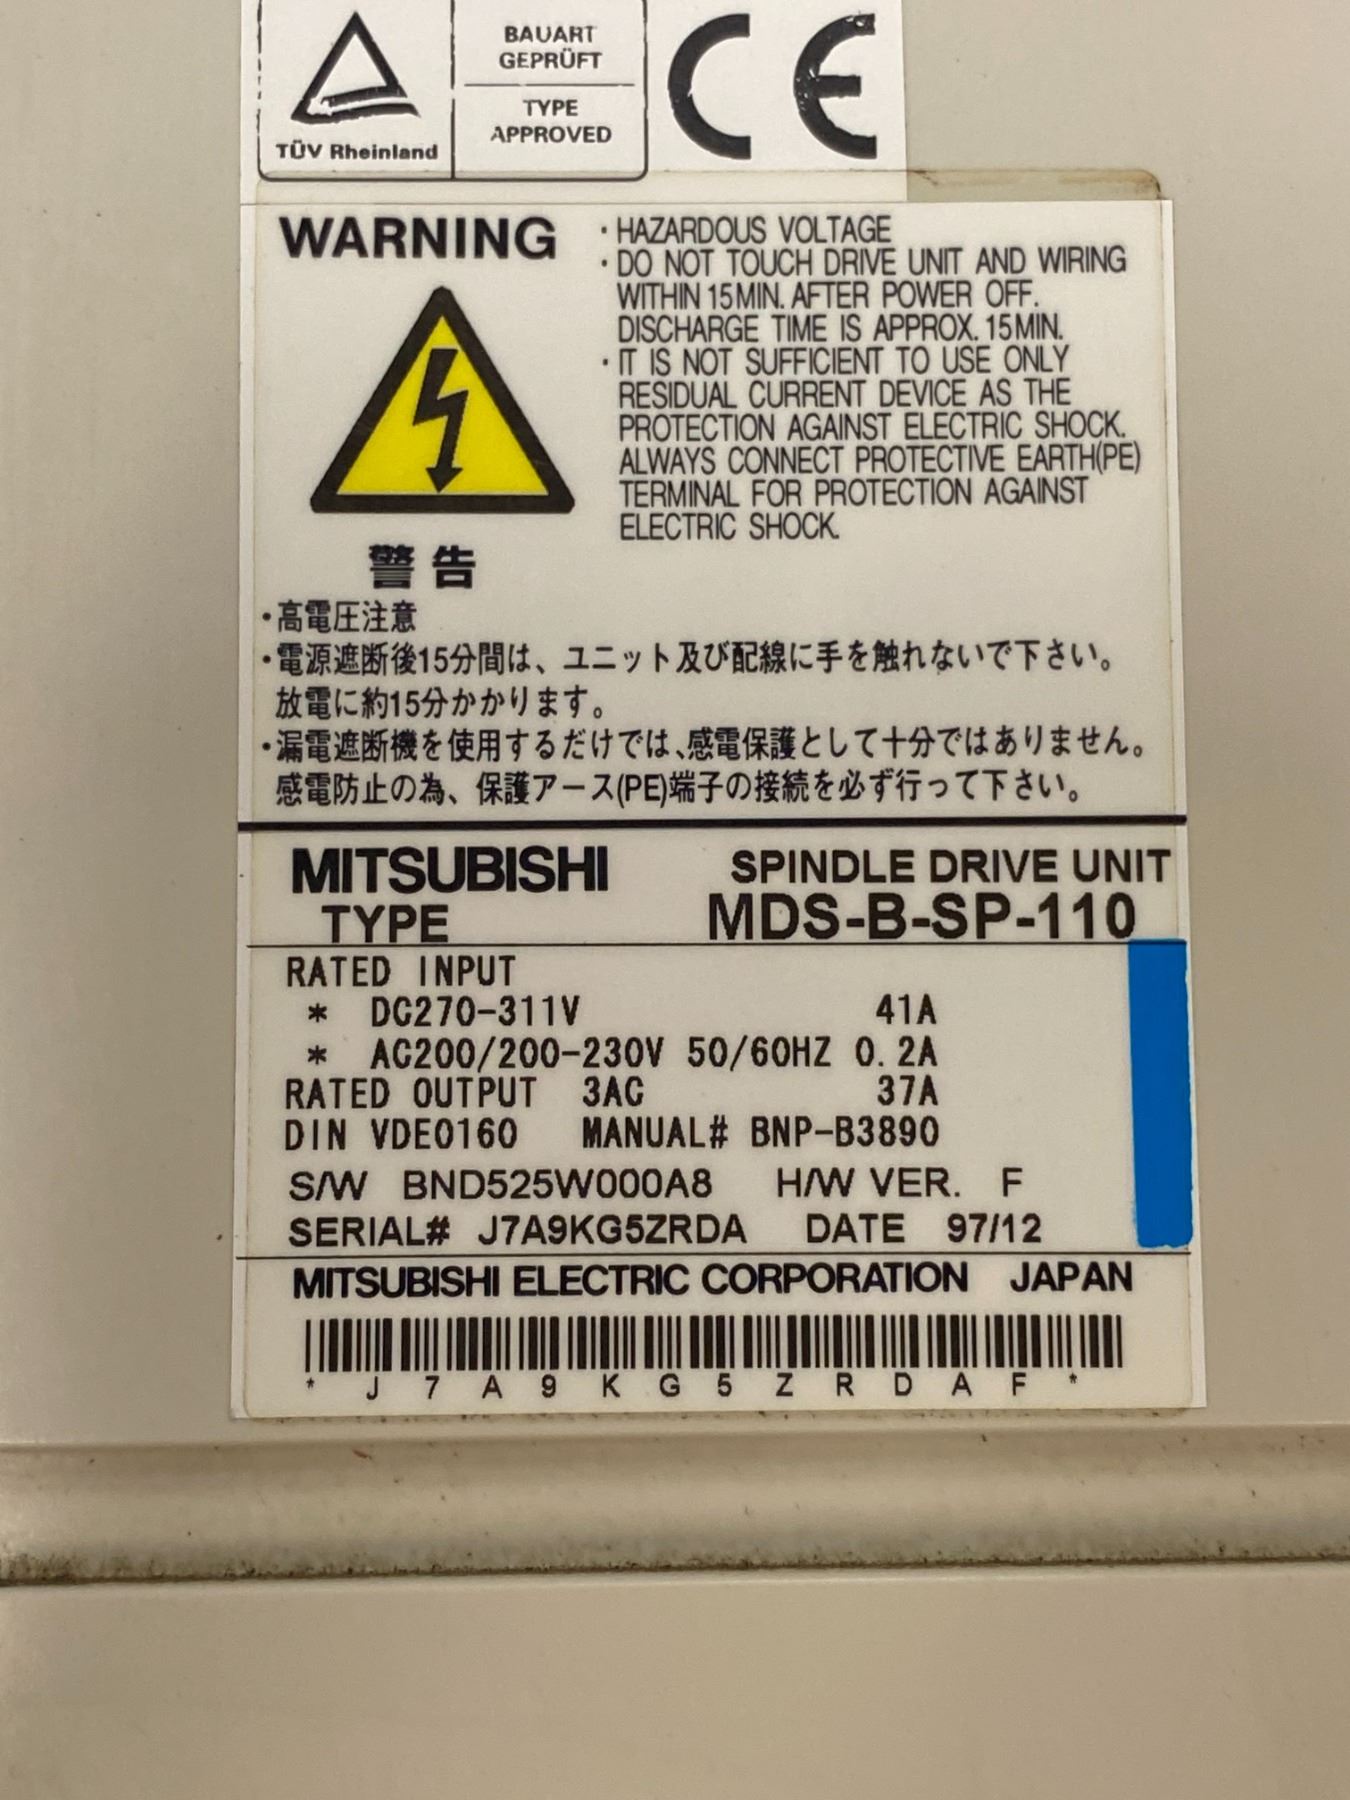 BAUART
GEPRÜFT
TYPE
APPROVED
TÜV Rheinland
CE
WARNING
・HAZARDOUS VOLTAGE
・DO NOT TOUCH DRIVE UNIT AND WIRING
WITHIN 15MIN. AFTER POWER OFF.
DISCHARGE TIME IS APPROX. 15MIN.
・IT IS NOT SUFFICIENT TO USE ONLY
RESIDUAL CURRENT DEVICE AS THE
PROTECTION AGAINST ELECTRIC SHOCK.
ALWAYS CONNECT PROTECTIVE EARTH(PE)
TERMINAL FOR PROTECTION AGAINST
ELECTRIC SHOCK.
警告
・高電圧注意
・電源遮断後15分間は、ユニット及び配線に手を触れないで下さい。
放電に約15分かかります。
・漏電遮断機を使用するだけでは、感電保護として十分ではありません。
感電防止の為、保護アース(PE)端子の接続を必ず行って下さい。
MITSUBISHI SPINDLE DRIVE UNIT
TYPE MDS-B-SP-110
RATED INPUT
* DC270-311V 41A
* AC200/200-230V 50/60HZ 0.2A
RATED OUTPUT 3AC 37A
DIN VDE0160 MANUAL# BNP-B3890
S/W BND525W000A8 H/W VER. F
SERIAL# J7A9KG5ZRDA DATE 97/12
MITSUBISHI ELECTRIC CORPORATION JAPAN
* J 7 A 9 K G 5 Z R D A F *